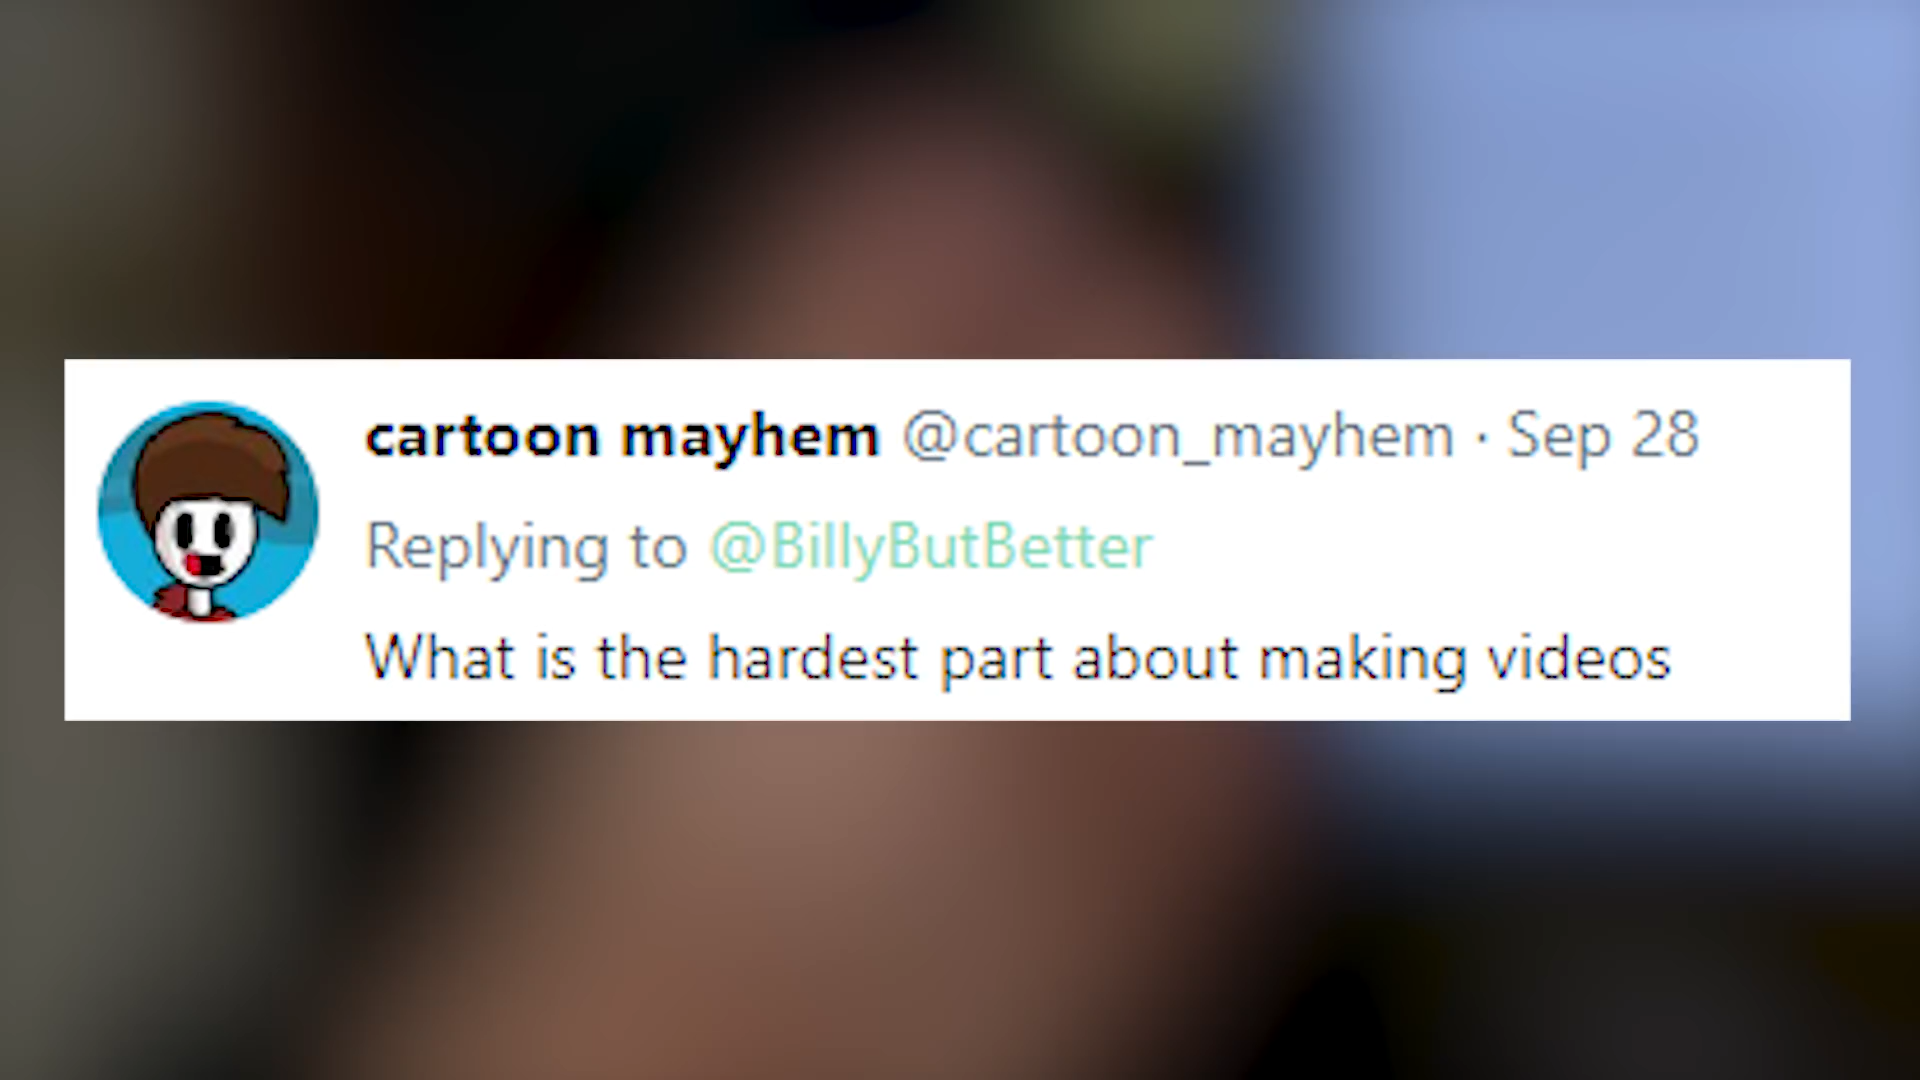 cartoon mayhem @cartoon_mayhem · Sep 28
Replying to @BillyButBetter
What is the hardest part about making videos